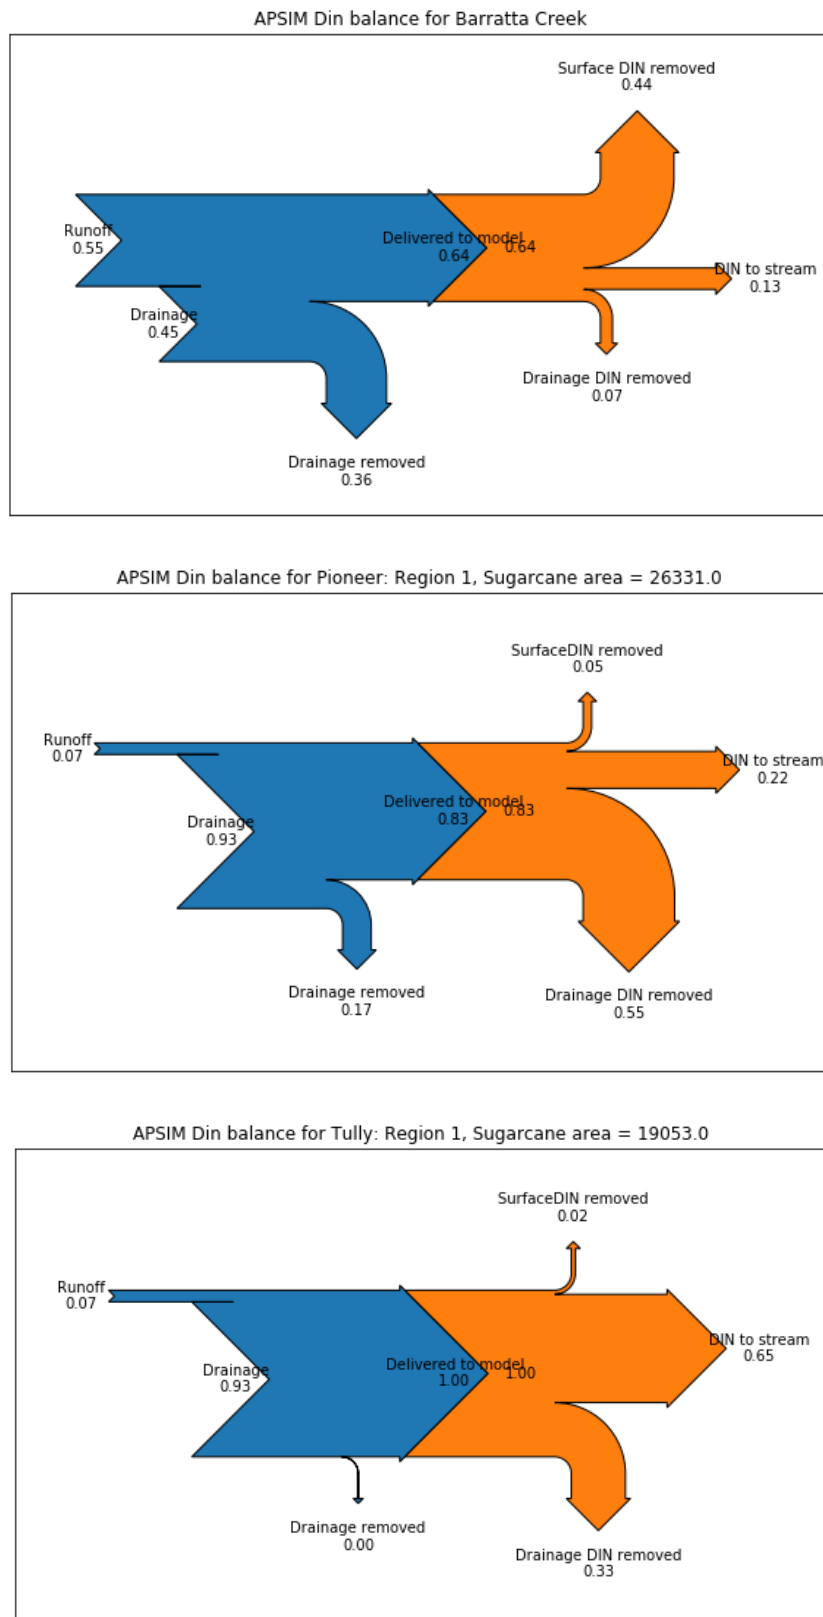 APSIM Din balance for Barratta Creek
Surface DIN removed
0.44
Runoff
0.55
Delivered to model
0.64
0.64
DIN to stream
0.13
Drainage
0.45
Drainage DIN removed
0.07
Drainage removed
0.36
APSIM Din balance for Pioneer: Region 1, Sugarcane area = 26331.0
SurfaceDIN removed
0.05
Runoff
0.07
DIN to stream
0.22
Delivered to model
0.83
0.83
Drainage
0.93
Drainage removed
0.17
Drainage DIN removed
0.55
APSIM Din balance for Tully: Region 1, Sugarcane area = 19053.0
SurfaceDIN removed
0.02
Runoff
0.07
DIN to stream
0.65
Delivered to model
1.00
1.00
Drainage
0.93
Drainage removed
0.00
Drainage DIN removed
0.33